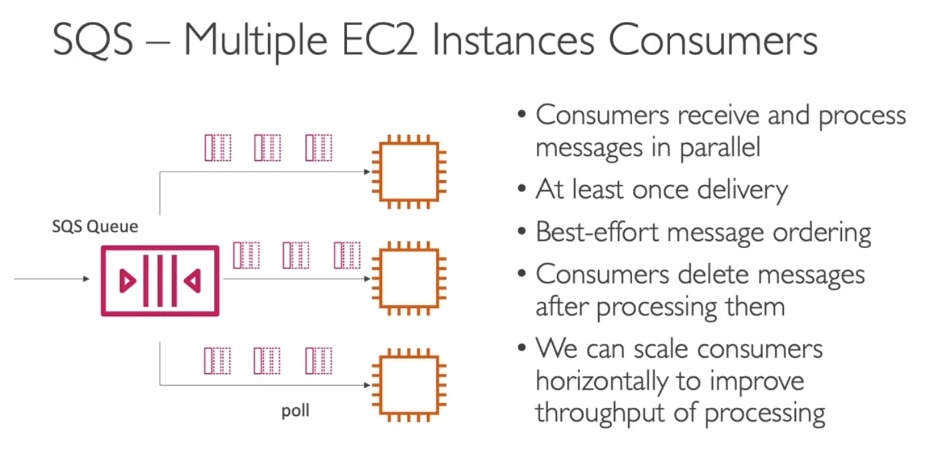 SQS – Multiple EC2 Instances Consumers
SQS Queue
poll
• Consumers receive and process
messages in parallel
• At least once delivery
• Best-effort message ordering
• Consumers delete messages
after processing them
• We can scale consumers
horizontally to improve
throughput of processing